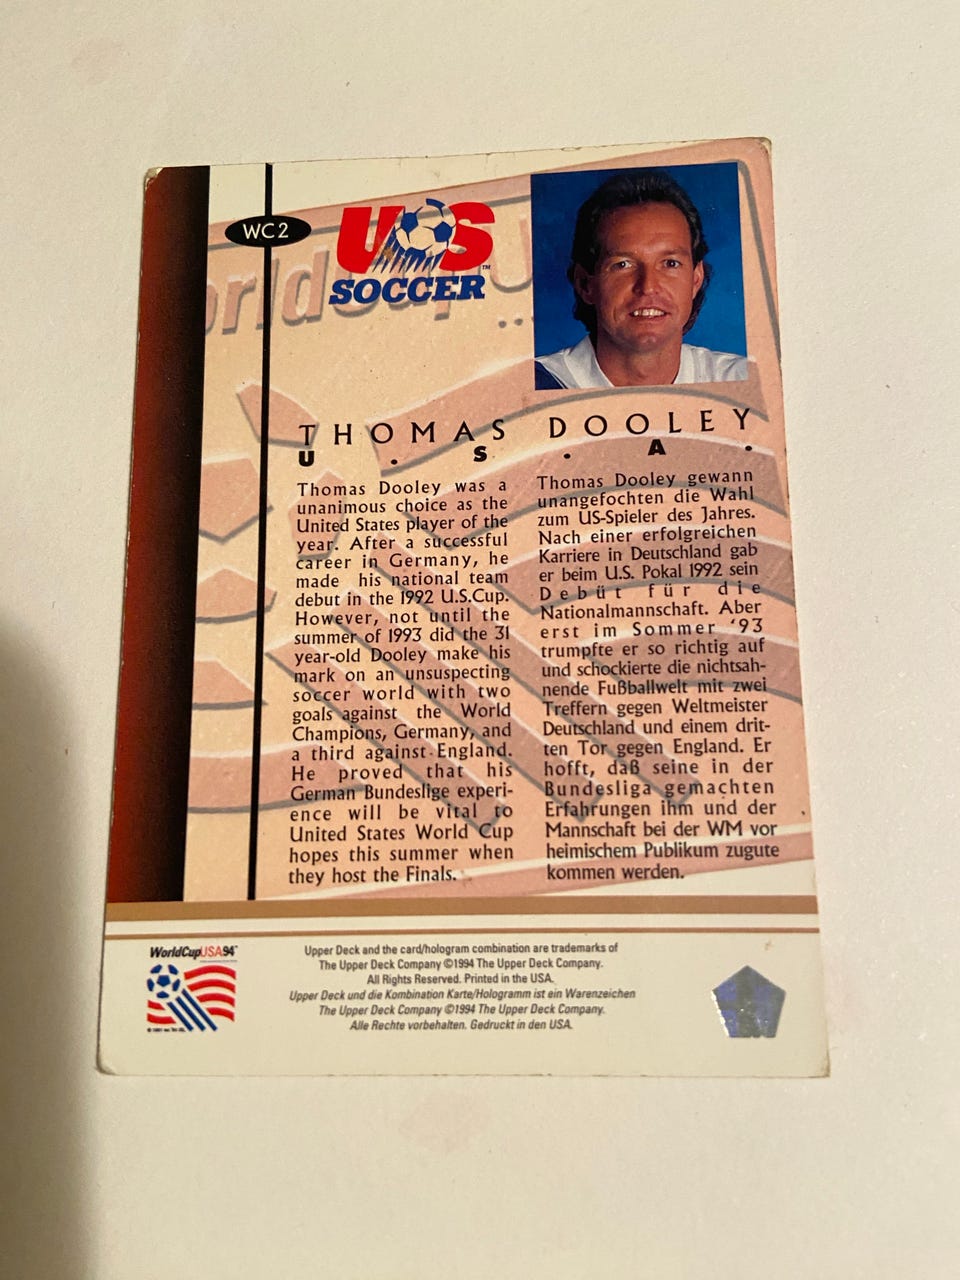 WC2
US
SOCCER
orldCupU
THOMAS DOOLEY
U.S.A.
Thomas Dooley was a
unanimous choice as the
United States player of the
year. After a successful
career in Germany, he
made his national team
debut in the 1992 U.S.Cup.
However, not until the
summer of 1993 did the 31
year-old Dooley make his
mark on an unsuspecting
soccer world with two
goals against the World
Champions, Germany, and
a third against England.
He proved that his
German Bundeslige experi-
ence will be vital to
United States World Cup
hopes this summer when
they host the Finals.
Thomas Dooley gewann
unangefochten die Wahl
zum US-Spieler des Jahres.
Nach einer erfolgreichen
Karriere in Deutschland gab
er beim U.S. Pokal 1992 sein
Debüt für die
Nationalmannschaft. Aber
erst im Sommer '93
trumpfte er so richtig auf
und schockierte die nichtsah-
nende Fußballwelt mit zwei
Treffern gegen Weltmeister
Deutschland und einem drit-
ten Tor gegen England. Er
hofft, daß seine in der
Bundesliga gemachten
Erfahrungen ihm und der
Mannschaft bei der WM vor
heimischem Publikum zugute
kommen werden.
WorldCupUSA94
Upper Deck and the card/hologram combination are trademarks of
The Upper Deck Company ©1994 The Upper Deck Company.
All Rights Reserved. Printed in the USA.
Upper Deck und die Kombination Karte/Hologramm ist ein Warenzeichen
The Upper Deck Company ©1994 The Upper Deck Company.
Alle Rechte vorbehalten. Gedruckt in den USA.